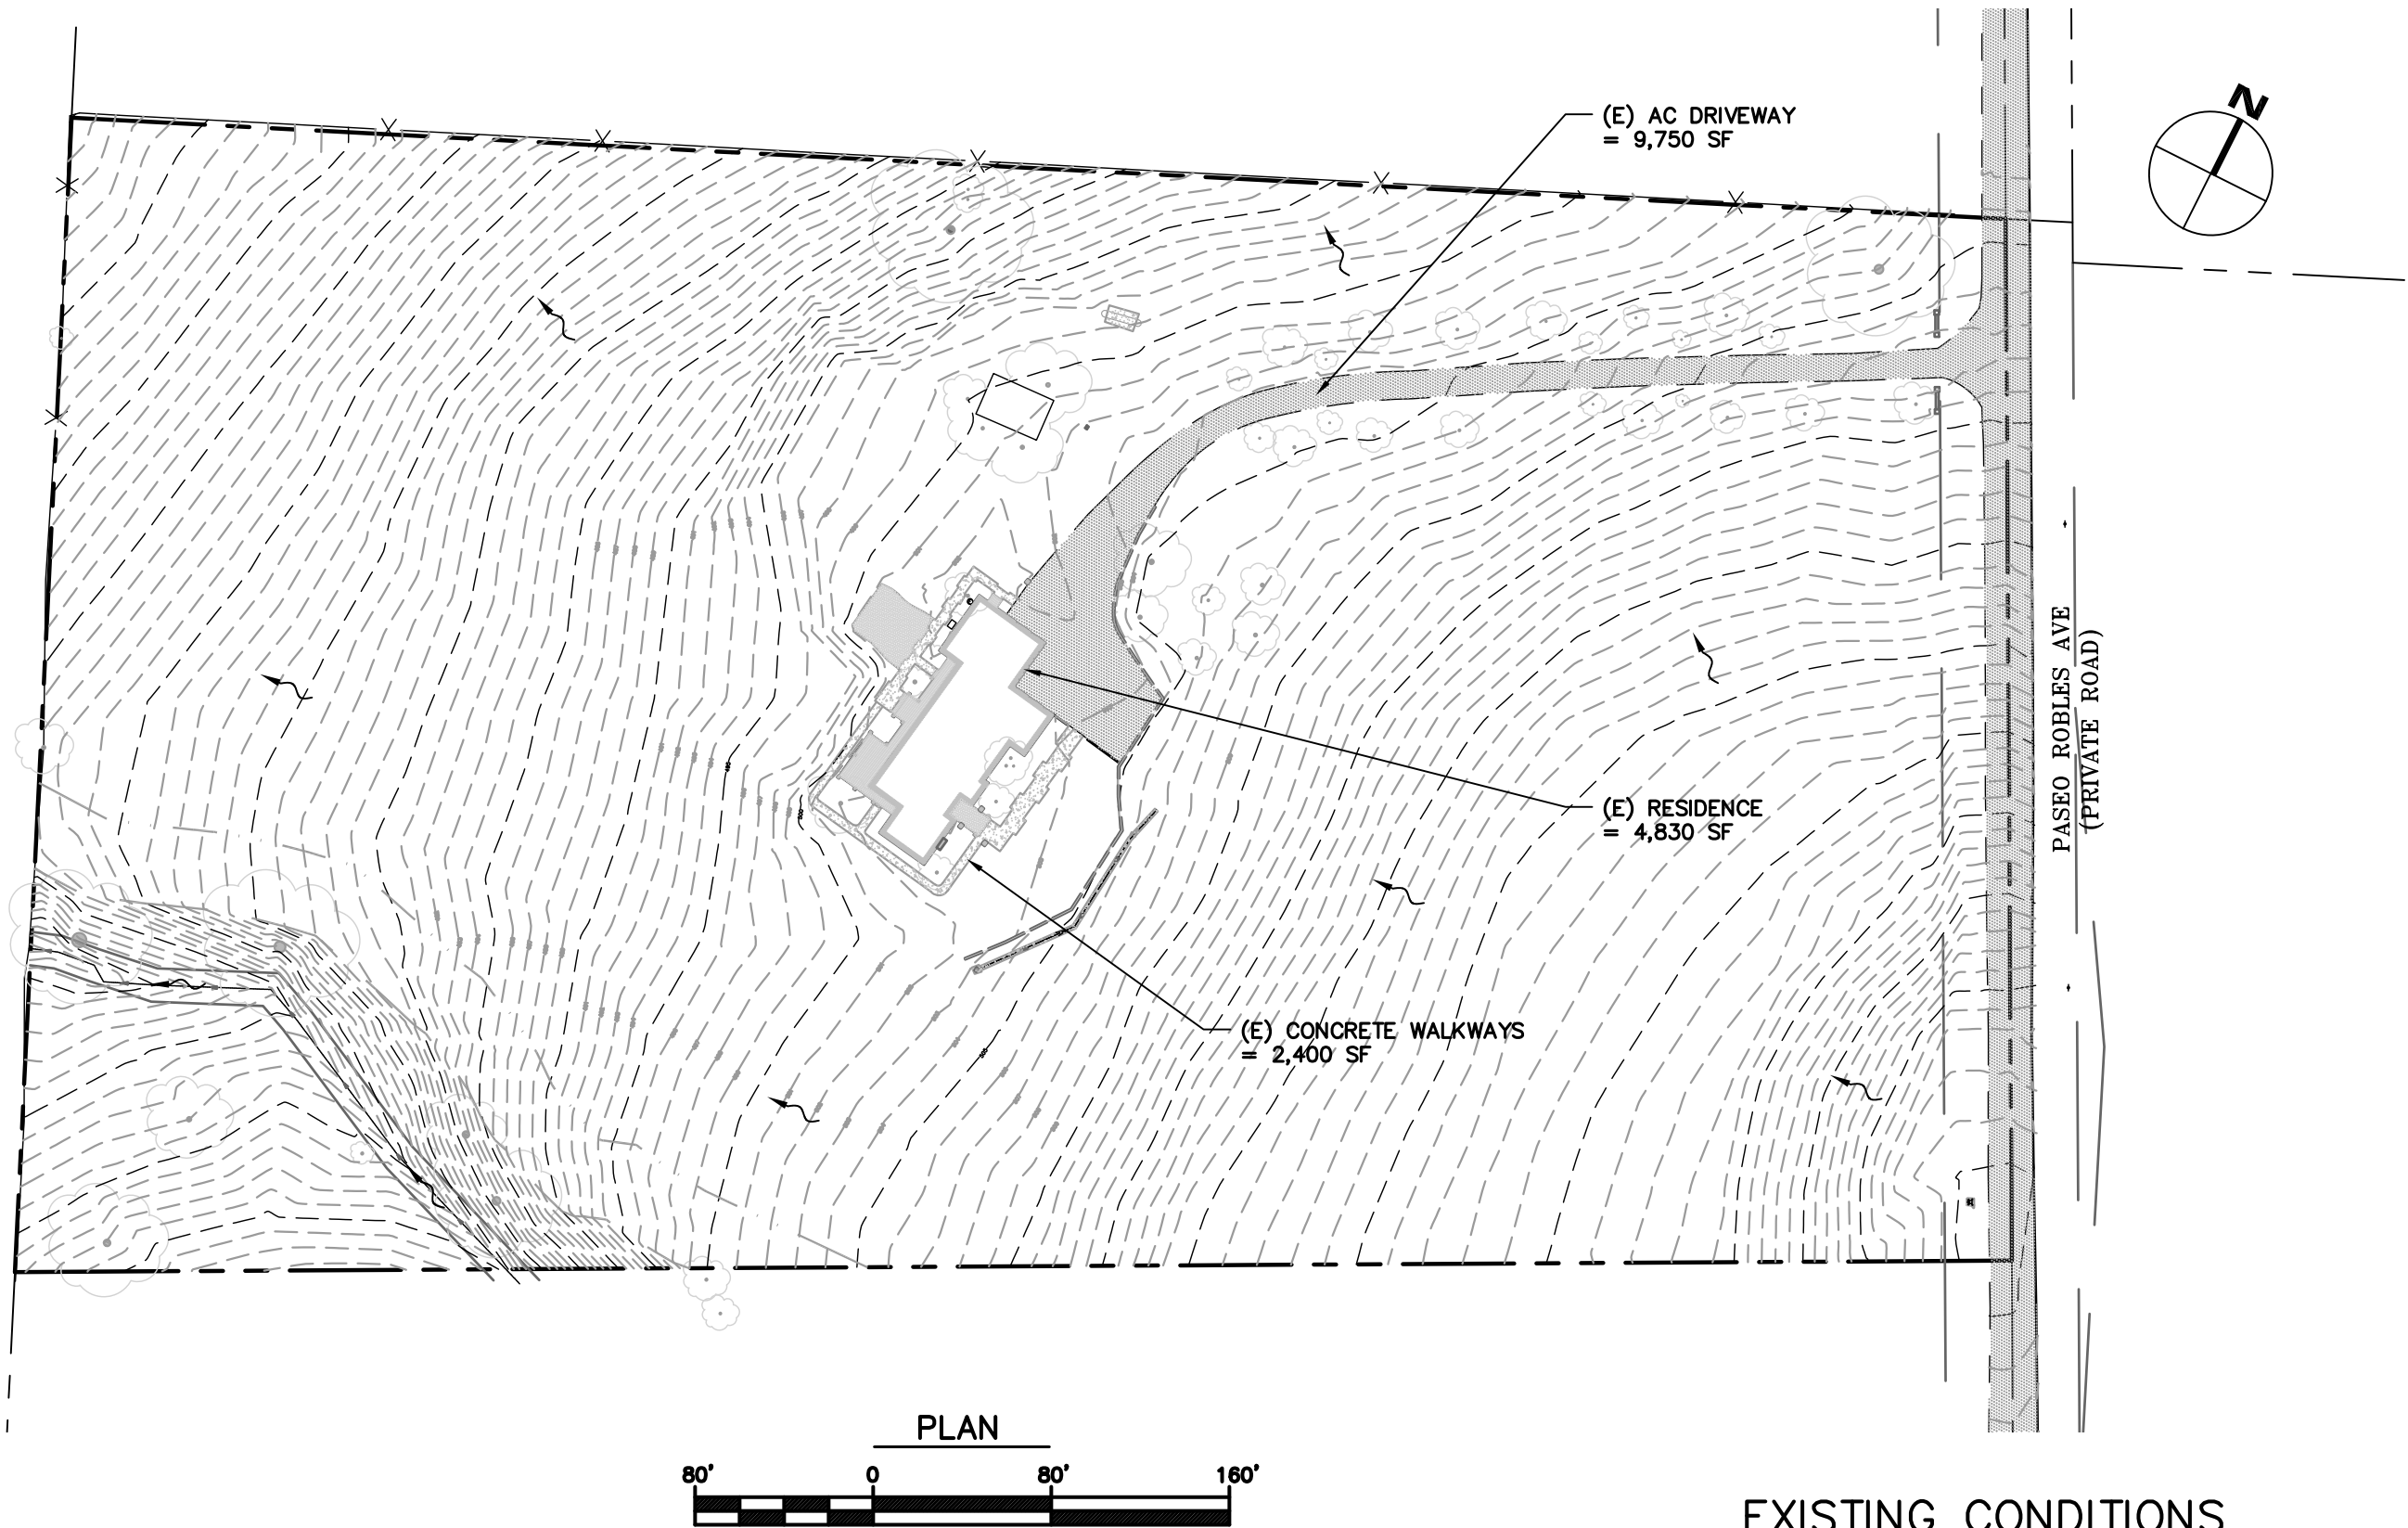 N
(E) AC DRIVEWAY
= 9,750 SF
PASEO ROBLES AVE
(PRIVATE ROAD)
(E) RESIDENCE
= 4,830 SF
(E) CONCRETE WALKWAYS
= 2,400 SF
PLAN
80' 0 80' 160'
EXISTING CONDITIONS